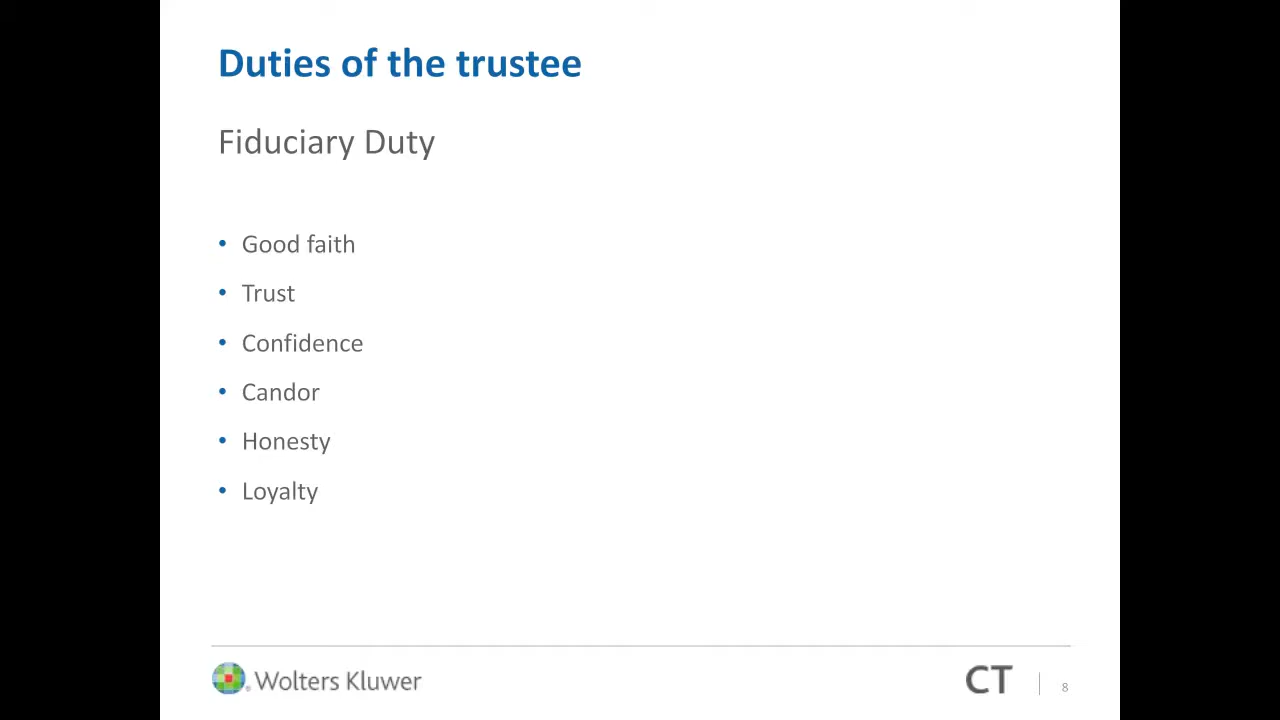 Duties of the trustee
Fiduciary Duty
• Good faith
• Trust
• Confidence
• Candor
• Honesty
• Loyalty
Wolters Kluwer
CT
8